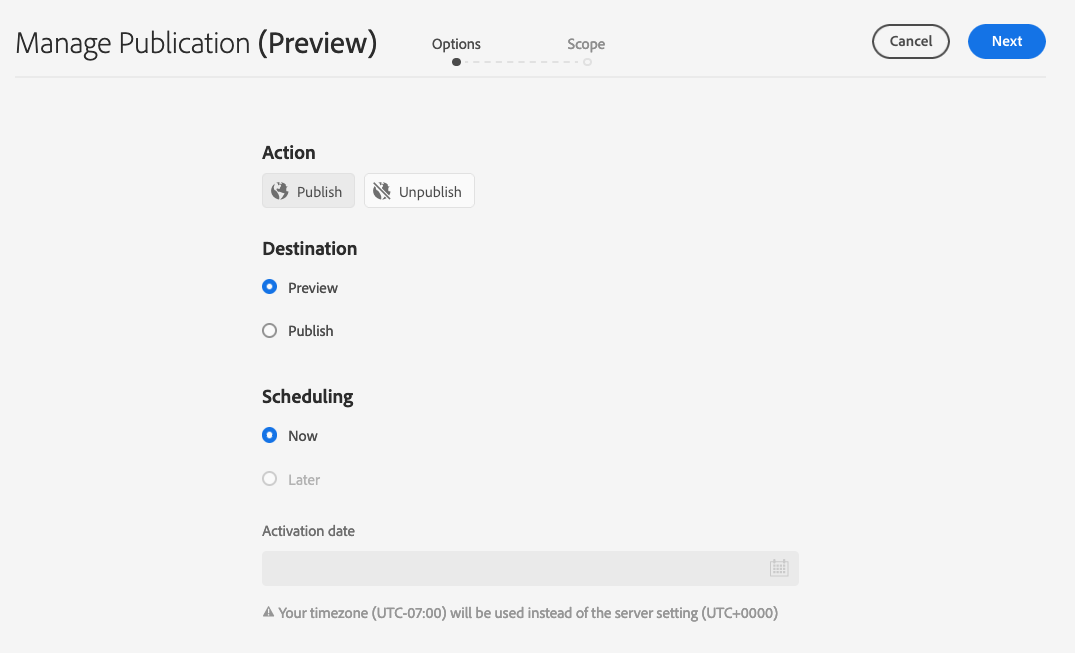 Manage Publication (Preview)
Options
Scope
Cancel
Next
Action
Publish
Unpublish
Destination
Preview
Publish
Scheduling
Now
Later
Activation date
Your timezone (UTC-07:00) will be used instead of the server setting (UTC+0000)